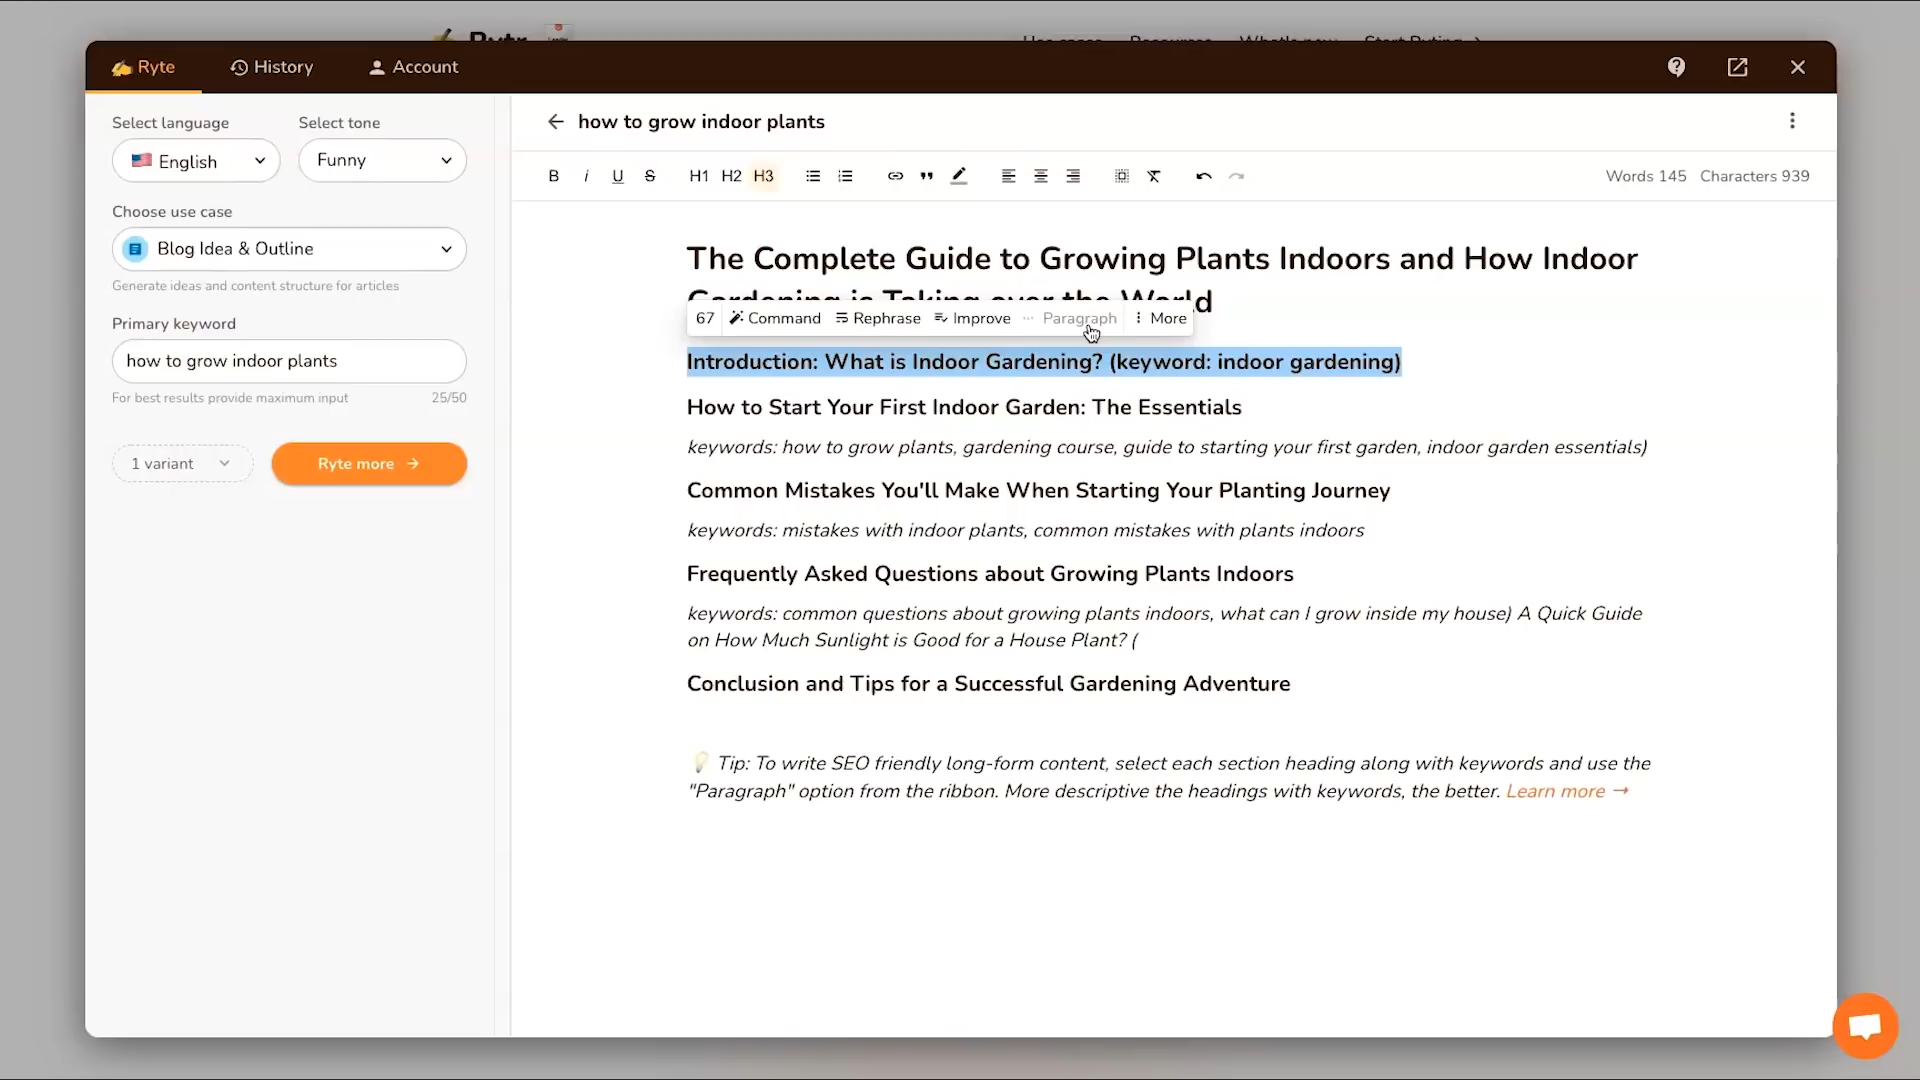 Ryte
History
Account
Select language
Select tone
English
Funny
Choose use case
Blog Idea & Outline
Generate ideas and content structure for articles
Primary keyword
how to grow indoor plants
For best results provide maximum input
25/50
1 variant
Ryte more →
how to grow indoor plants
B i U S H1 H2 H3
Words 145 Characters 939
The Complete Guide to Growing Plants Indoors and How Indoor
Gardening is Taking over the World
67 Command Rephrase Improve Paragraph More
Introduction: What is Indoor Gardening? (keyword: indoor gardening)
How to Start Your First Indoor Garden: The Essentials
keywords: how to grow plants, gardening course, guide to starting your first garden, indoor garden essentials)
Common Mistakes You'll Make When Starting Your Planting Journey
keywords: mistakes with indoor plants, common mistakes with plants indoors
Frequently Asked Questions about Growing Plants Indoors
keywords: common questions about growing plants indoors, what can I grow inside my house) A Quick Guide
on How Much Sunlight is Good for a House Plant? (
Conclusion and Tips for a Successful Gardening Adventure
Tip: To write SEO friendly long-form content, select each section heading along with keywords and use the
"Paragraph" option from the ribbon. More descriptive the headings with keywords, the better. Learn more →